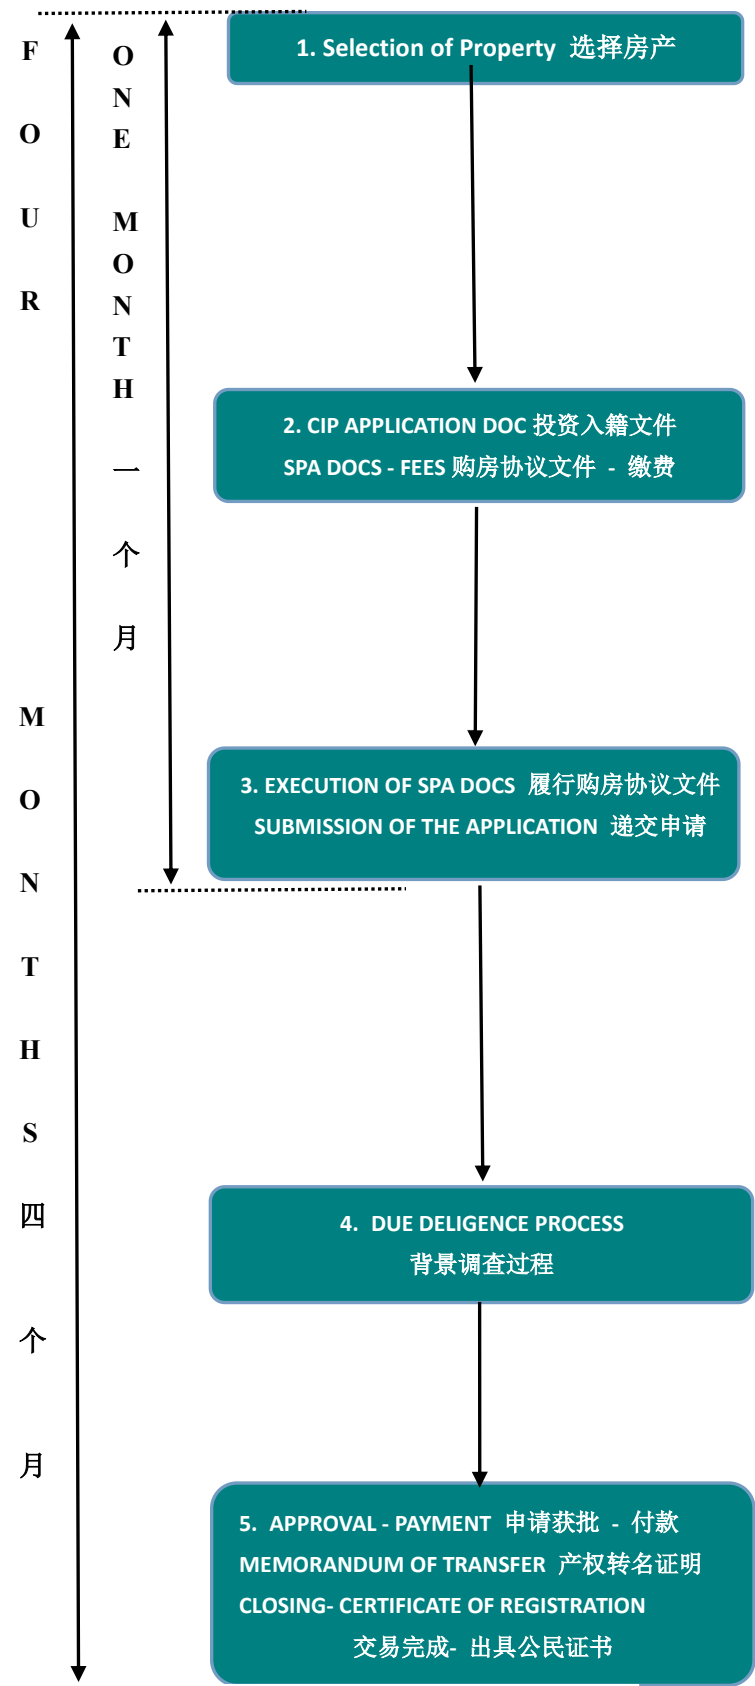 FOUR MONTHS 四个月
ONE MONTH 一个月
1. Selection of Property 选择房产
2. CIP APPLICATION DOC 投资入籍文件
SPA DOCS - FEES 购房协议文件 - 缴费
3. EXECUTION OF SPA DOCS 履行购房协议文件
SUBMISSION OF THE APPLICATION 递交申请
4. DUE DELIGENCE PROCESS
背景调查过程
5. APPROVAL - PAYMENT 申请获批 - 付款
MEMORANDUM OF TRANSFER 产权转名证明
CLOSING- CERTIFICATE OF REGISTRATION
交易完成- 出具公民证书